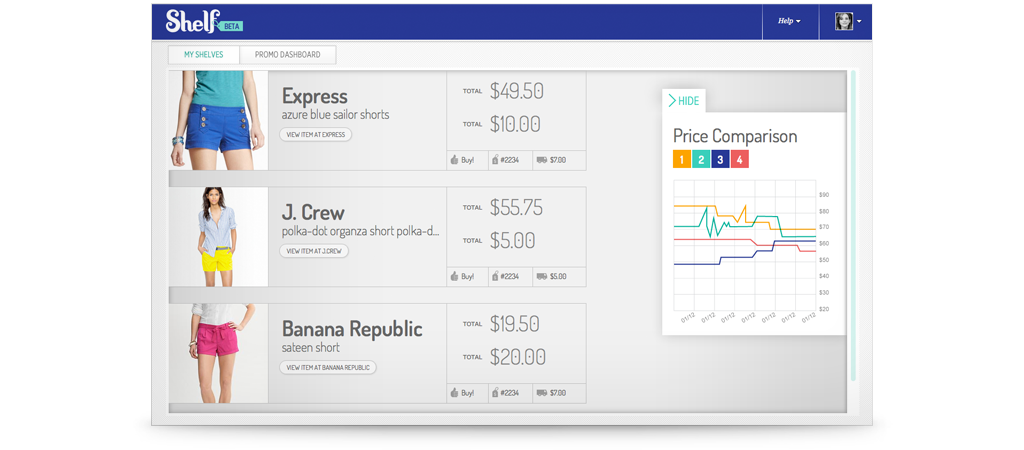 Shelf BETA
Help
MY SHELVES
PROMO DASHBOARD
Express
azure blue sailor shorts
VIEW ITEM AT EXPRESS
TOTAL $49.50
TOTAL $10.00
Buy! #2234 $7.00
J. Crew
polka-dot organza short polka-d...
VIEW ITEM AT J.CREW
TOTAL $55.75
TOTAL $5.00
Buy! #2234 $5.00
Banana Republic
sateen short
VIEW ITEM AT BANANA REPUBLIC
TOTAL $19.50
TOTAL $20.00
Buy! #2234 $7.00
HIDE
Price Comparison
1 2 3 4
$90
$80
$70
$60
$50
$40
$30
$20
01/12 01/12 01/12 01/12 01/12 01/12 01/12